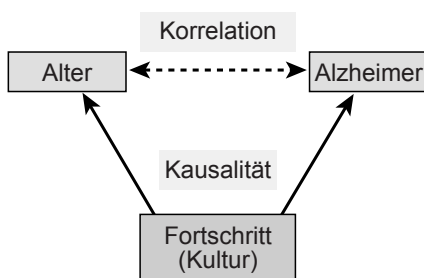 Korrelation
Alter
Alzheimer
Kausalität
Fortschritt
(Kultur)